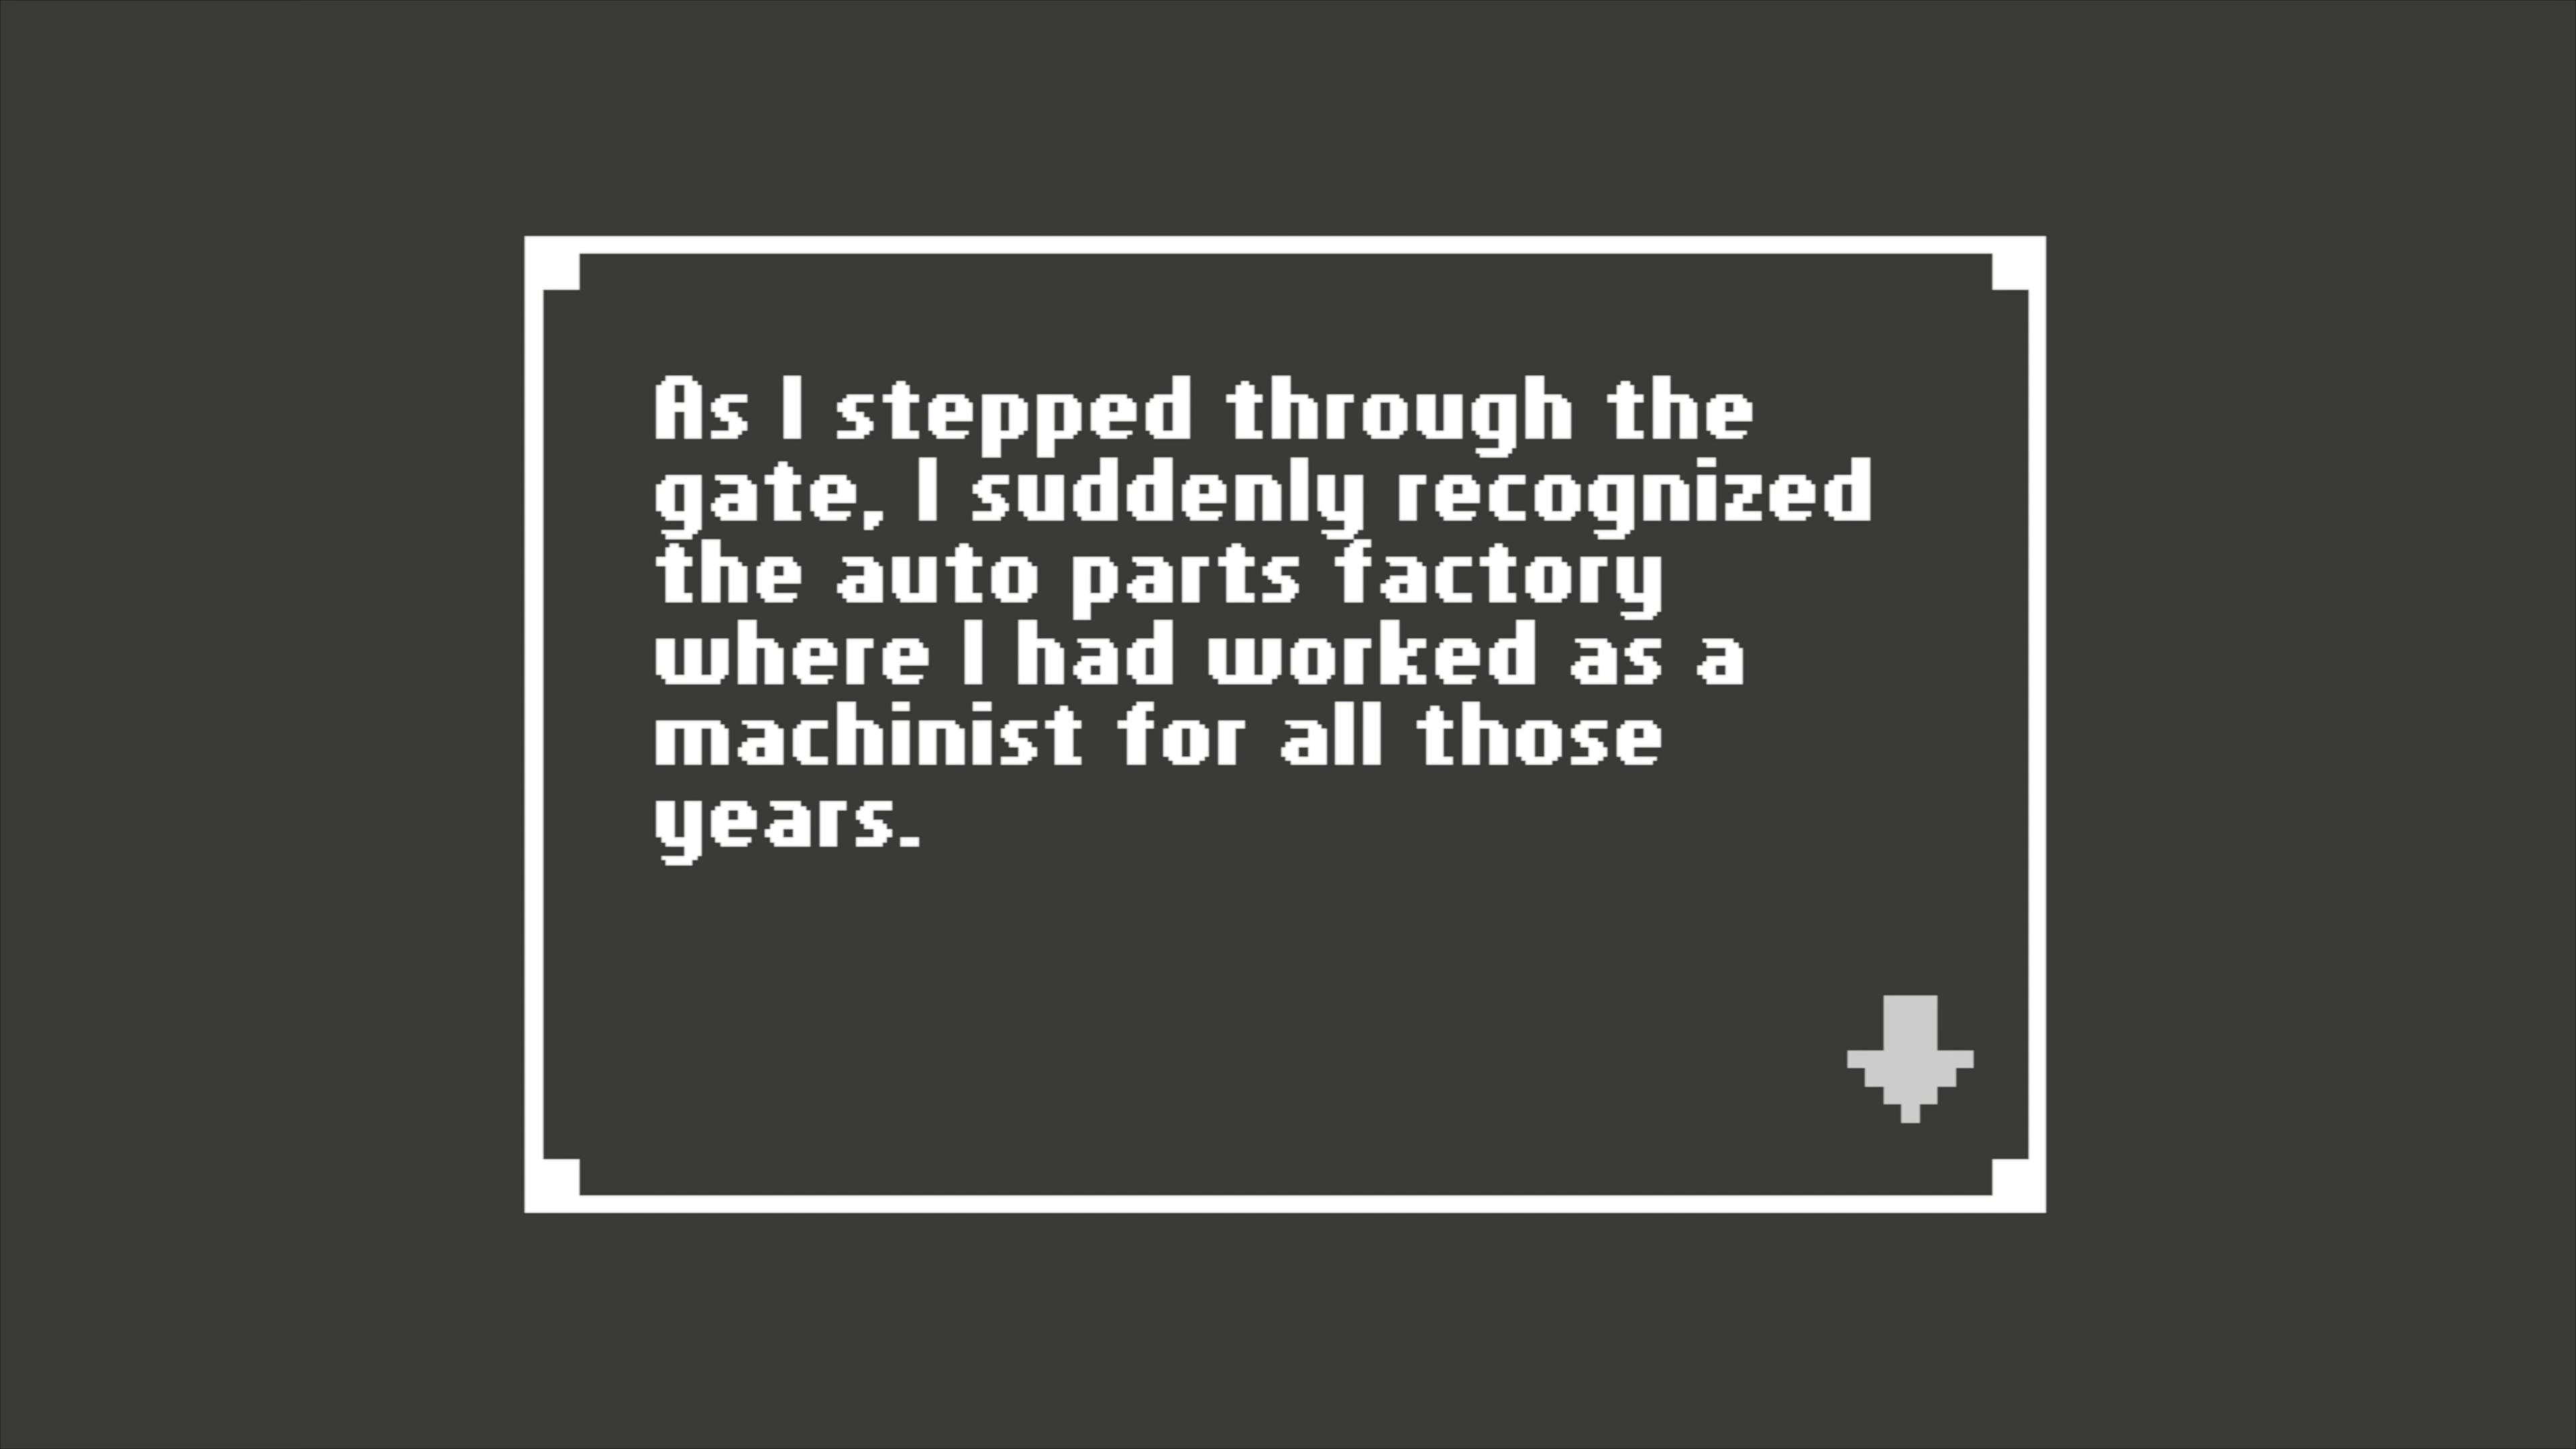 As I stepped through the
gate, I suddenly recognized
the auto parts factory
where I had worked as a
machinist for all those
years.